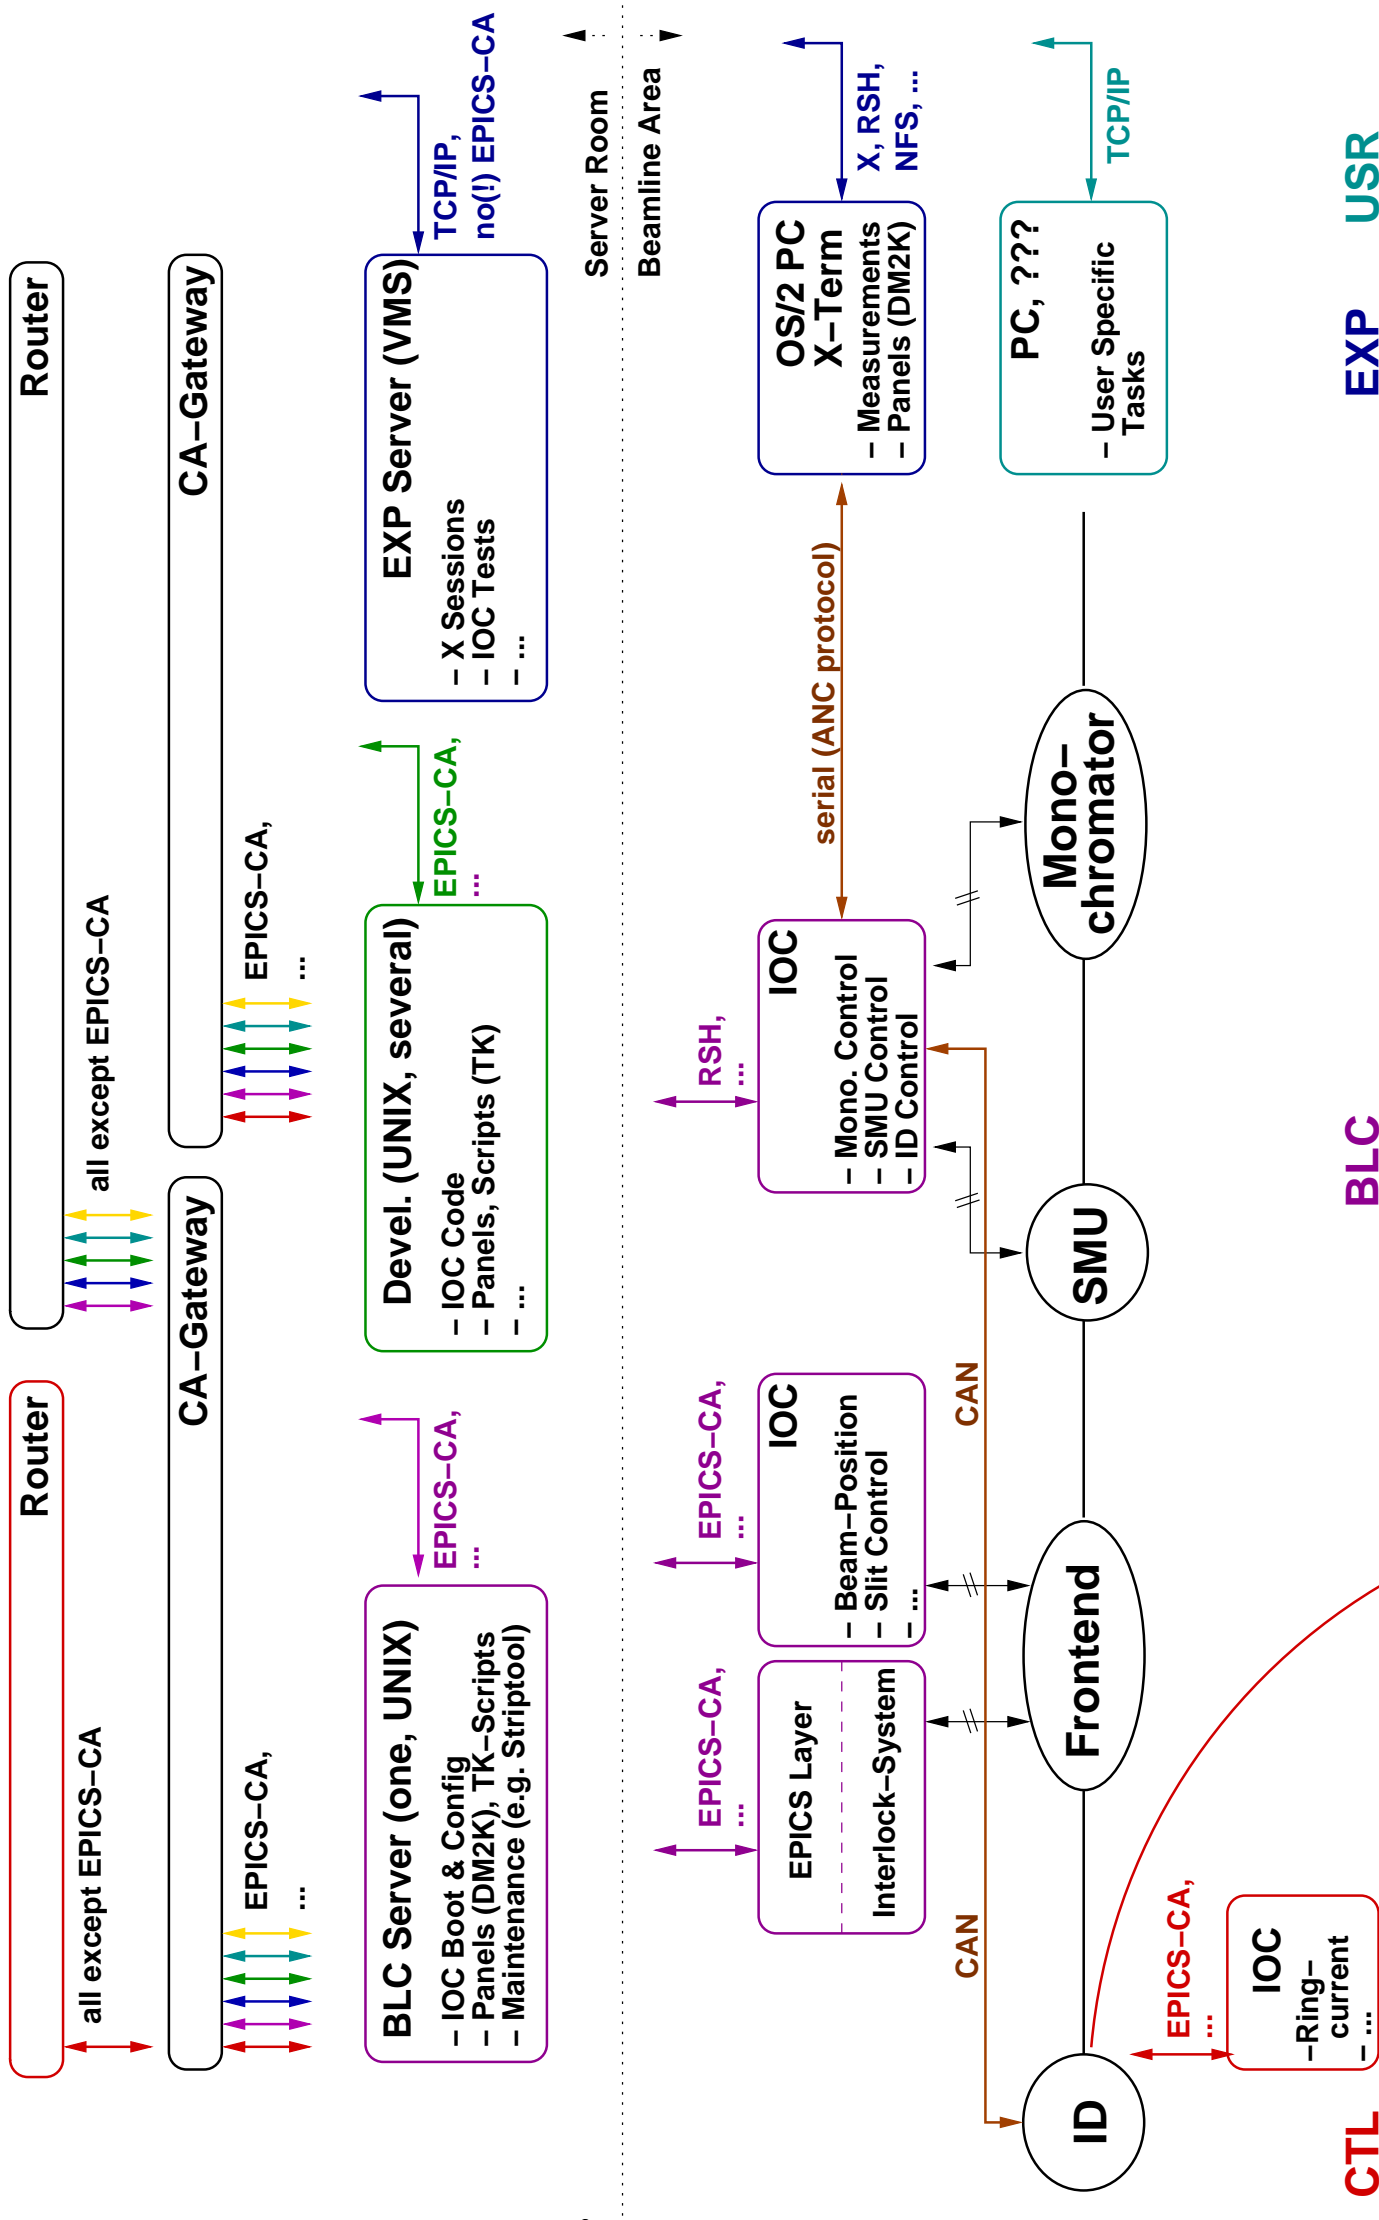 Router
Router
all except EPICS–CA
all except EPICS–CA
CA–Gateway
CA–Gateway
EPICS–CA,
...
EPICS–CA,
...
BLC Server (one, UNIX)
– IOC Boot & Config
– Panels (DM2K), TK–Scripts
– Maintenance (e.g. Striptool)
EPICS–CA,
...
Devel. (UNIX, several)
– IOC Code
– Panels, Scripts (TK)
– ...
EPICS–CA,
...
EXP Server (VMS)
– X Sessions
– IOC Tests
– ...
TCP/IP,
no(!) EPICS–CA
Server Room
Beamline Area
EPICS–CA,
...
EPICS Layer
Interlock–System
EPICS–CA,
...
IOC
– Beam–Position
– Slit Control
– ...
RSH,
...
IOC
– Mono. Control
– SMU Control
– ID Control
serial (ANC protocol)
OS/2 PC
X–Term
– Measurements
– Panels (DM2K)
X, RSH,
NFS, ...
CAN
CAN
ID
Frontend
SMU
Mono–
chromator
PC, ???
– User Specific
Tasks
TCP/IP
EPICS–CA,
...
IOC
–Ring–
current
– ...
CTL
BLC
EXP
USR